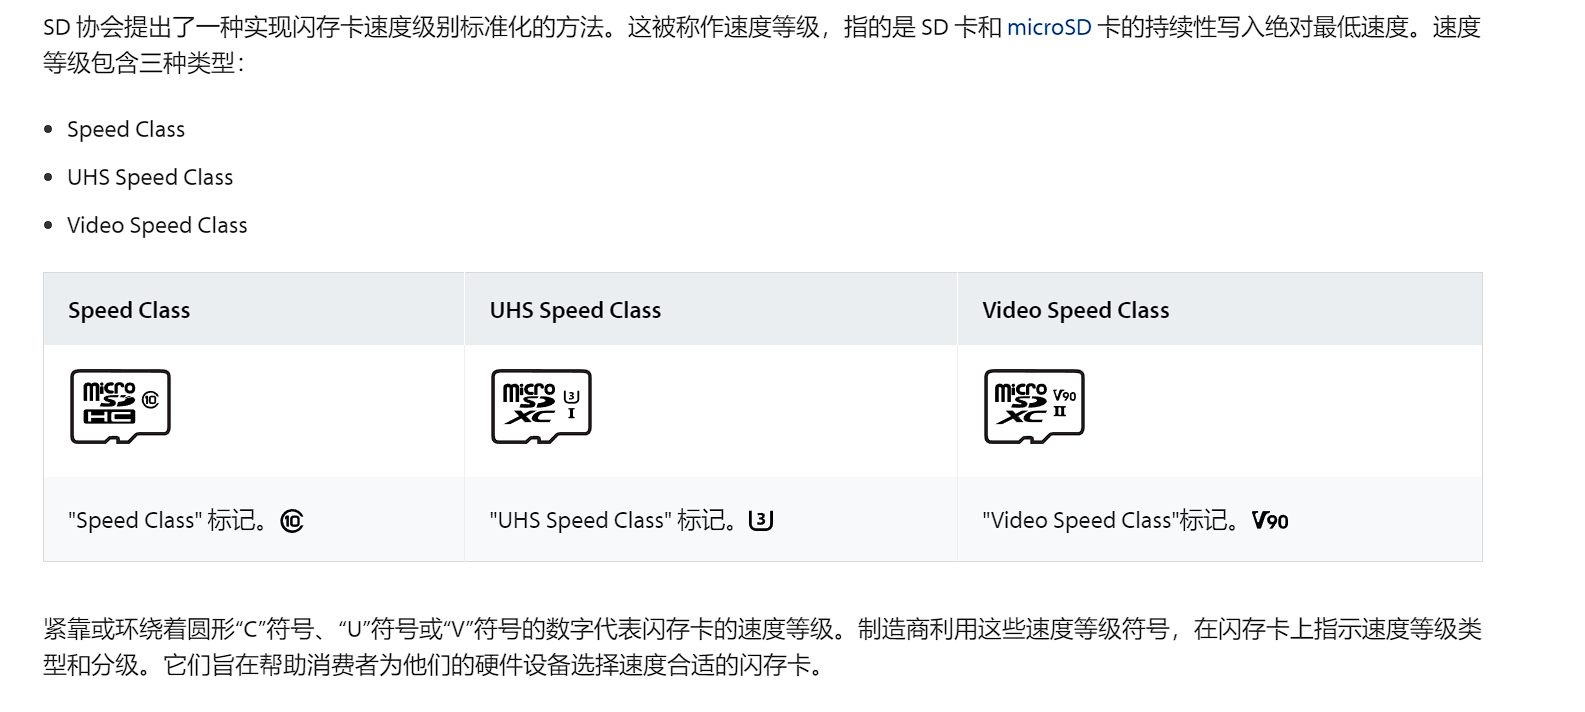 SD 协会提出了一种实现闪存卡速度级别标准化的方法。这被称作速度等级，指的是 SD 卡和 microSD 卡的持续性写入绝对最低速度。速度
等级包含三种类型：
• Speed Class
• UHS Speed Class
• Video Speed Class
Speed Class
UHS Speed Class
Video Speed Class
micro
SD
HC
10
micro
SD
XC
U3
I
micro
SD
XC
V90
II
"Speed Class" 标记。 C10
"UHS Speed Class" 标记。 U3
"Video Speed Class"标记。 V90
紧靠或环绕着圆形“C”符号、“U”符号或“V”符号的数字代表闪存卡的速度等级。制造商利用这些速度等级符号，在闪存卡上指示速度等级类
型和分级。它们旨在帮助消费者为他们的硬件设备选择速度合适的闪存卡。